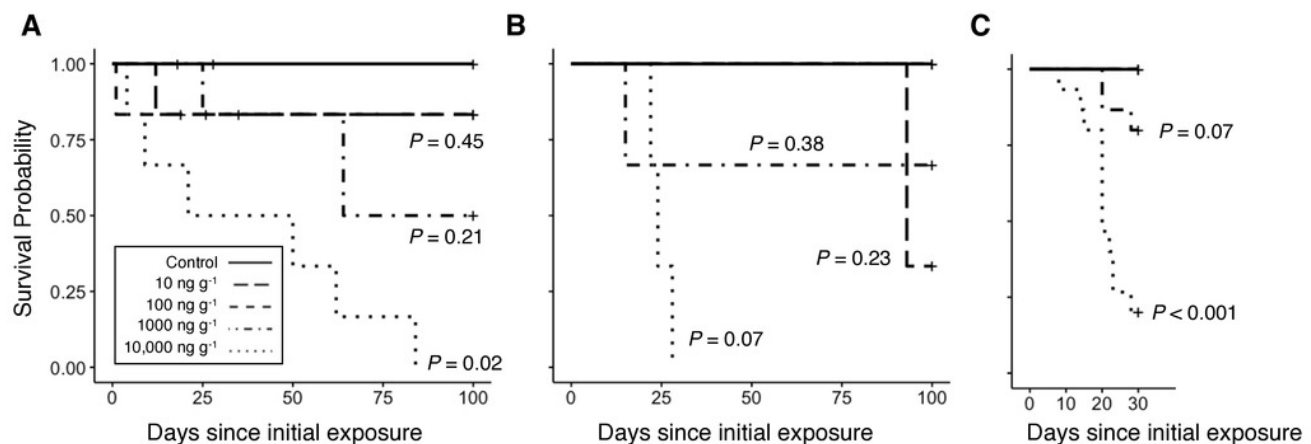 A
B
C
Survival Probability
1.00
0.75
0.50
0.25
0.00
P = 0.45
P = 0.21
P = 0.02
Control
10 ng g⁻¹
100 ng g⁻¹
1000 ng g⁻¹
10,000 ng g⁻¹
0 25 50 75 100
Days since initial exposure
P = 0.38
P = 0.23
P = 0.07
0 25 50 75 100
Days since initial exposure
P = 0.07
P < 0.001
0 10 20 30
Days since initial exposure